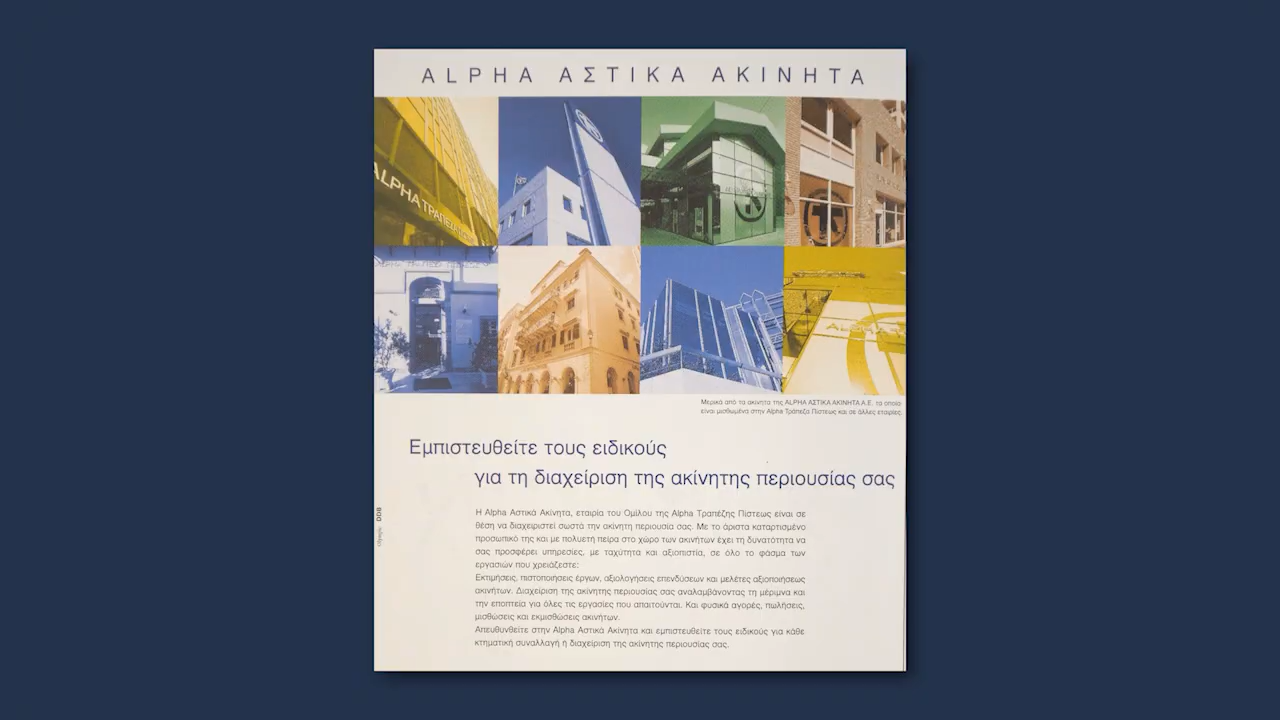 ALPHA ΑΣΤΙΚΑ ΑΚΙΝΗΤΑ
ALPHA ΤΡΑΠΕΖΑ
Μερικά από τα ακίνητα της ALPHA ΑΣΤΙΚΑ ΑΚΙΝΗΤΑ Α.Ε. τα οποία
είναι μισθωμένα στην Alpha Τράπεζα Πίστεως και σε άλλες εταιρίες.
Εμπιστευθείτε τους ειδικούς
για τη διαχείριση της ακίνητης περιουσίας σας
Η Alpha Αστικά Ακίνητα, εταιρία του Ομίλου της Alpha Τραπέζης Πίστεως είναι σε
θέση να διαχειριστεί σωστά την ακίνητη περιουσία σας. Με το άριστα καταρτισμένο
προσωπικό της και με πολυετή πείρα στο χώρο των ακινήτων έχει τη δυνατότητα να
σας προσφέρει υπηρεσίες, με ταχύτητα και αξιοπιστία, σε όλο το φάσμα των
εργασιών που χρειάζεστε:
Εκτιμήσεις, πιστοποιήσεις έργων, αξιολογήσεις επενδύσεων και μελέτες αξιοποιήσεως
ακινήτων. Διαχείριση της ακίνητης περιουσίας σας αναλαμβάνοντας τη μέριμνα και
την εποπτεία για όλες τις εργασίες που απαιτούνται. Και φυσικά αγορές, πωλήσεις,
μισθώσεις και εκμισθώσεις ακινήτων.
Απευθυνθείτε στην Alpha Αστικά Ακίνητα και εμπιστευθείτε τους ειδικούς για κάθε
κτηματική συναλλαγή ή διαχείριση της ακίνητης περιουσίας σας.
Olympic DDB